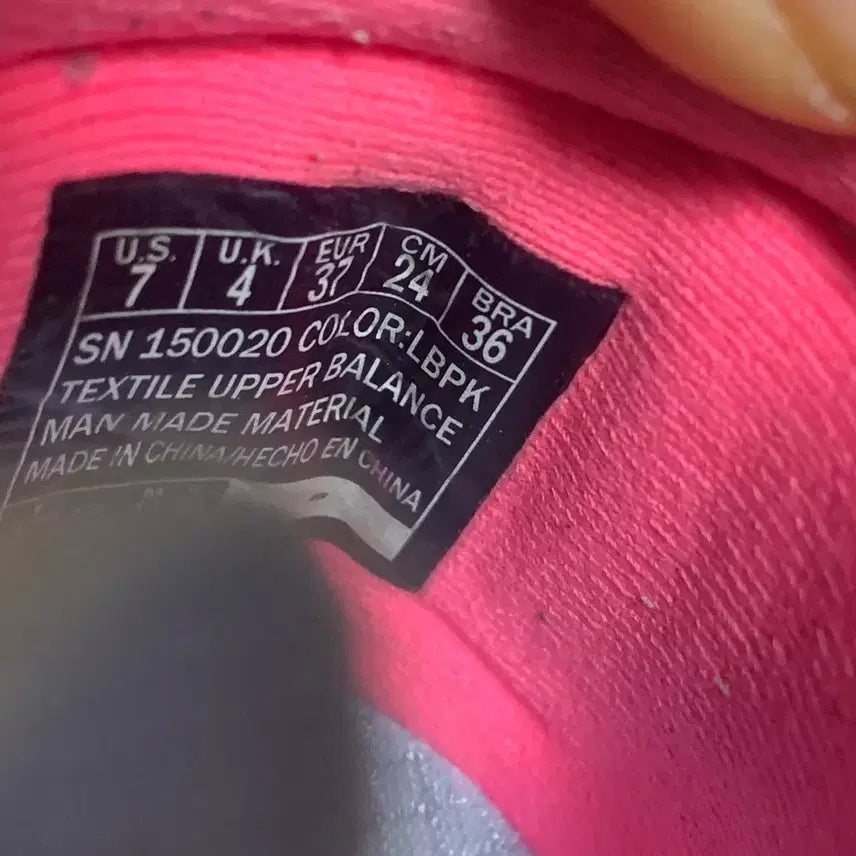 U.S. U.K. EUR CM BRA
7 4 37 24 36
SN 150020 COLOR:LBPK
TEXTILE UPPER BALANCE
MAN MADE MATERIAL
MADE IN CHINA/HECHO EN CHINA